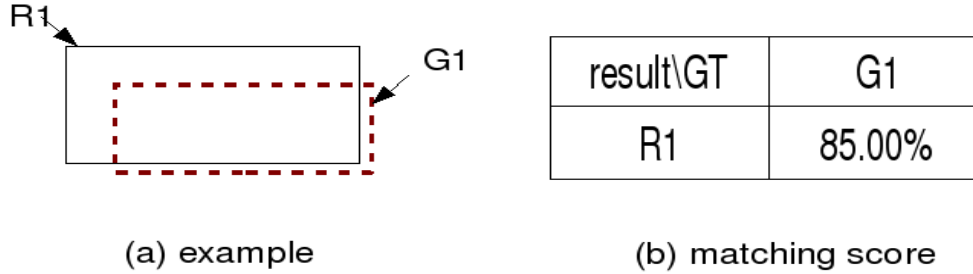 R1
G1
(a) example
result\GT G1
R1 85.00%
(b) matching score